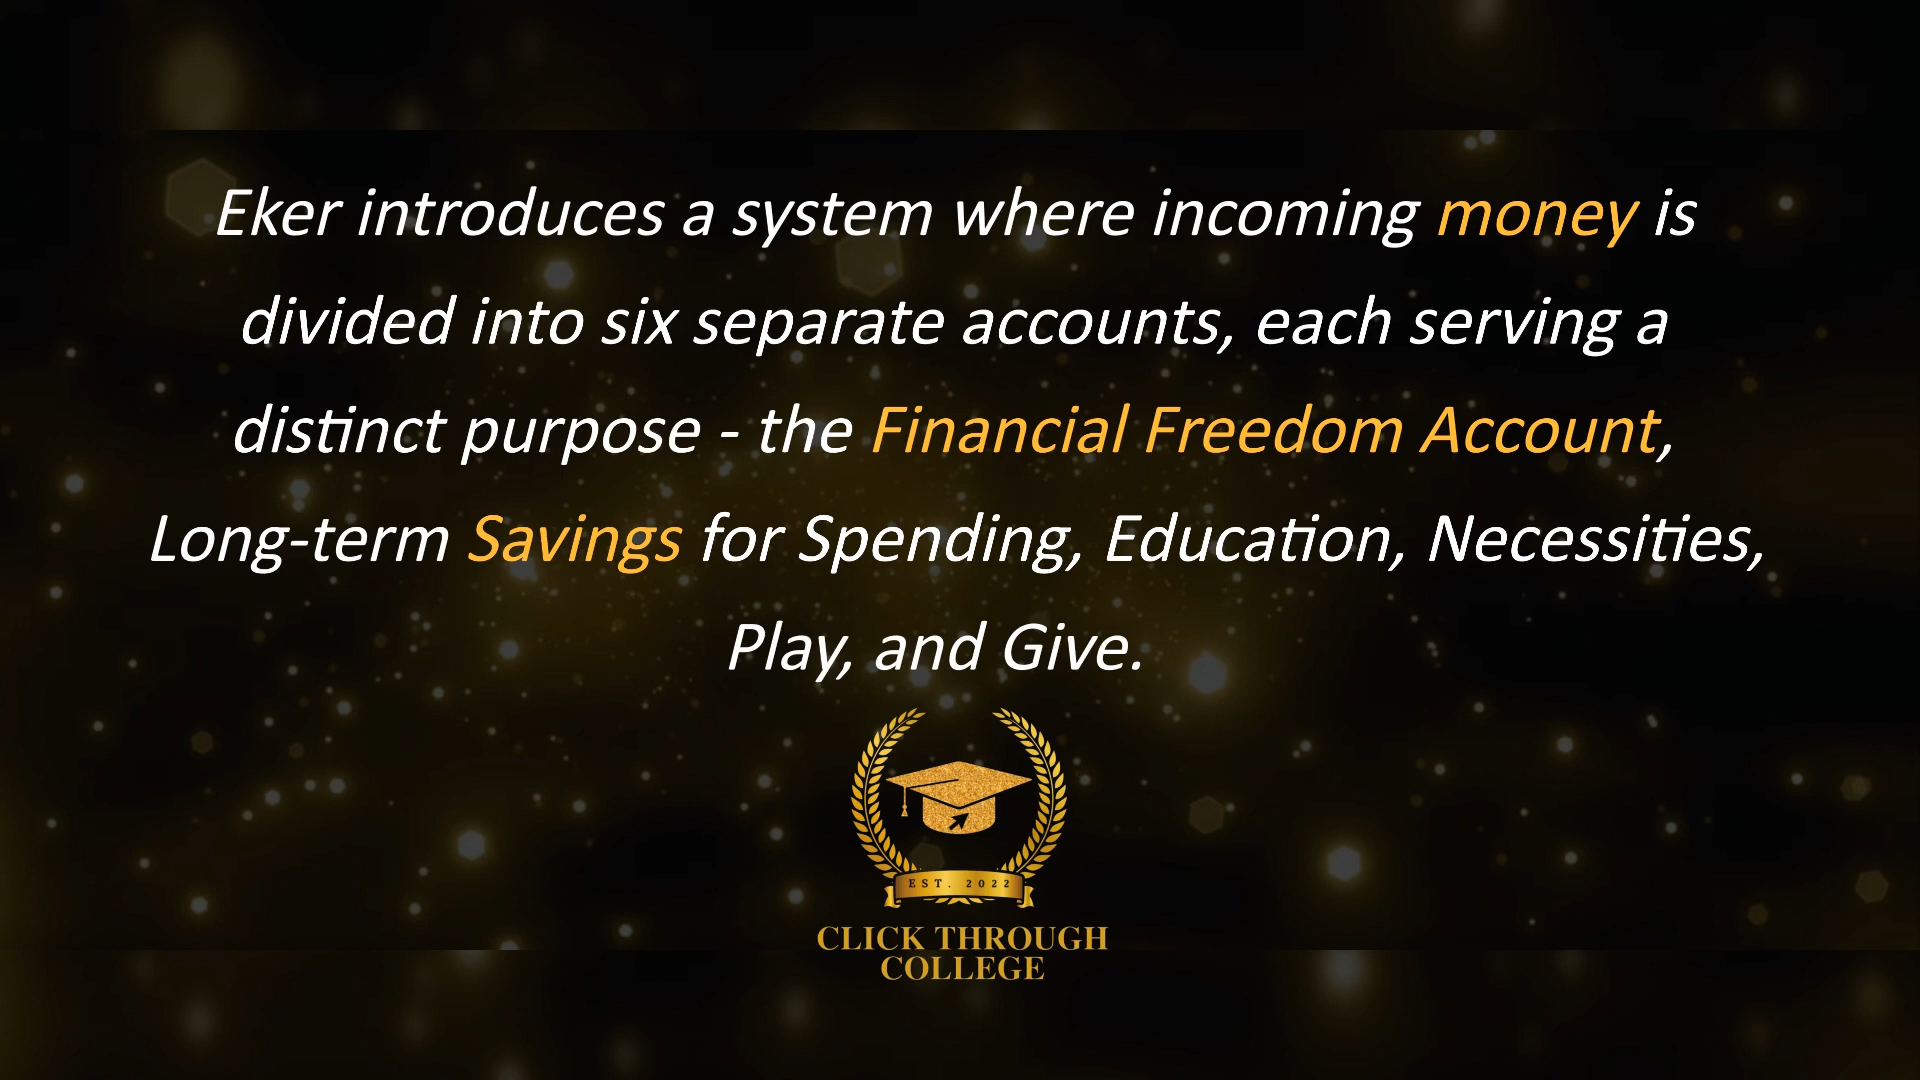 Eker introduces a system where incoming money is
divided into six separate accounts, each serving a
distinct purpose - the Financial Freedom Account,
Long-term Savings for Spending, Education, Necessities,
Play, and Give.
EST. 2022
CLICK THROUGH
COLLEGE